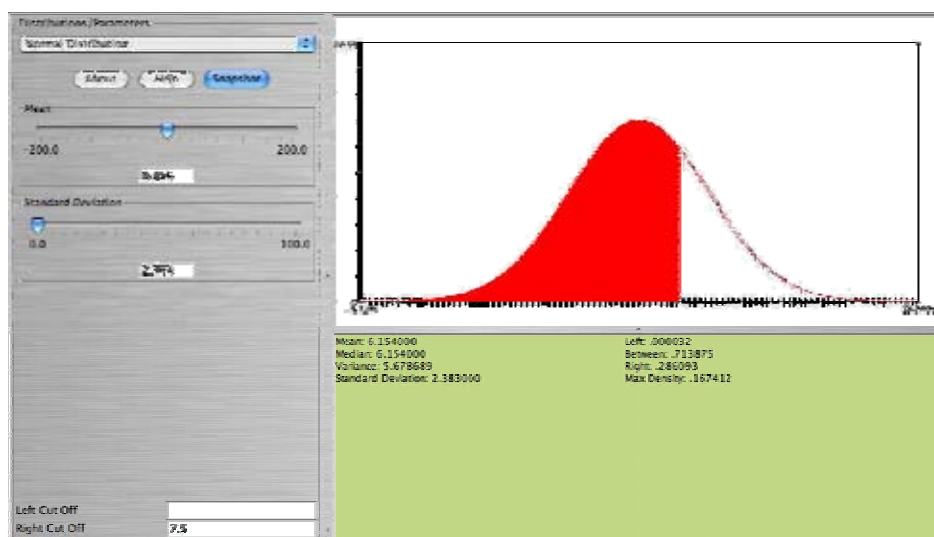 Distributions/Parameters
Normal Distribution
About
Help
Snapshot
Mean
-200.0
200.0
Standard Deviation
0.0
100.0
Mean: 6.154000
Median: 6.154000
Variance: 5.678689
Standard Deviation: 2.383000
Left: .000032
Between: .713875
Right: .286093
Max Density: .167412
Left Cut Off
Right Cut Off
7.5